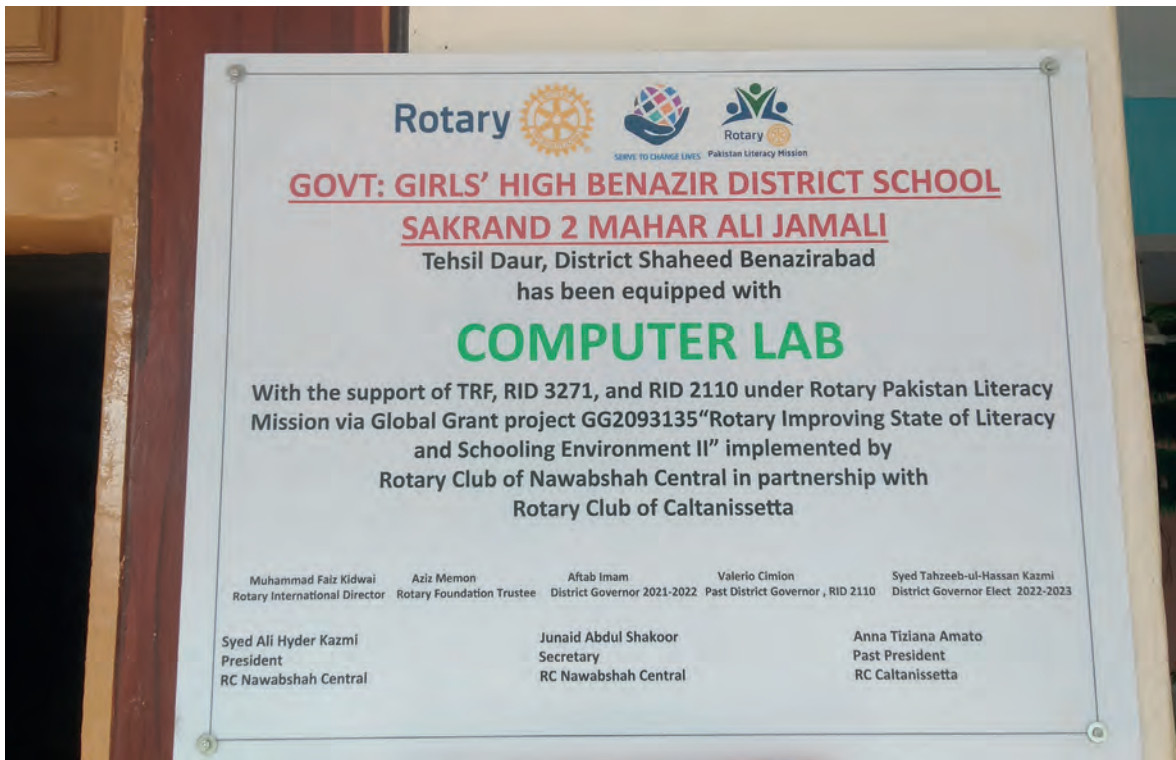 Rotary
SERVE TO CHANGE LIVES
Rotary
Pakistan Literacy Mission
GOVT: GIRLS' HIGH BENAZIR DISTRICT SCHOOL
SAKRAND 2 MAHAR ALI JAMALI
Tehsil Daur, District Shaheed Benazirabad
has been equipped with
COMPUTER LAB
With the support of TRF, RID 3271, and RID 2110 under Rotary Pakistan Literacy
Mission via Global Grant project GG2093135“Rotary Improving State of Literacy
and Schooling Environment II” implemented by
Rotary Club of Nawabshah Central in partnership with
Rotary Club of Caltanissetta
Muhammad Faiz Kidwai Aziz Memon Aftab Imam Valerio Cimion Syed Tahzeeb-ul-Hassan Kazmi
Rotary International Director Rotary Foundation Trustee District Governor 2021-2022 Past District Governor , RID 2110 District Governor Elect 2022-2023
Syed Ali Hyder Kazmi Junaid Abdul Shakoor Anna Tiziana Amato
President Secretary Past President
RC Nawabshah Central RC Nawabshah Central RC Caltanissetta